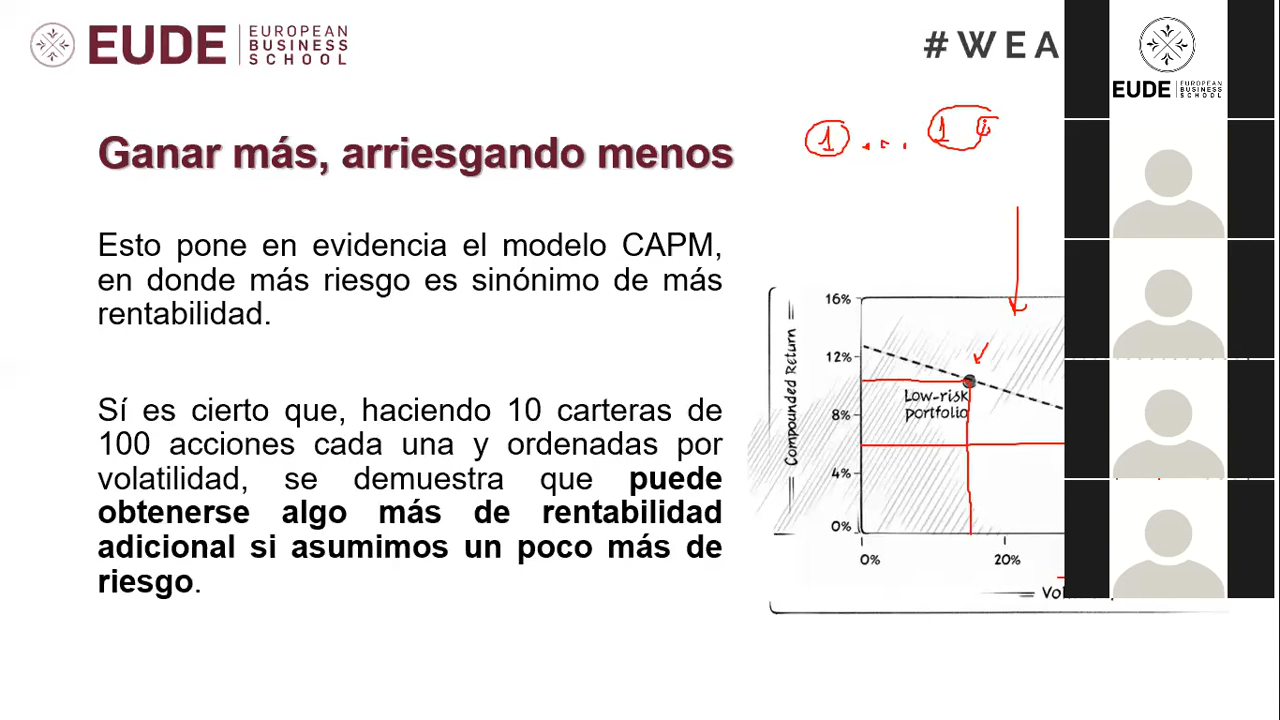 EUDE
EUROPEAN
BUSINESS
SCHOOL
#WEA
EUDE
EUROPEAN
BUSINESS
SCHOOL
Ganar más, arriesgando menos
1 ... 1
Esto pone en evidencia el modelo CAPM,
en donde más riesgo es sinónimo de más
rentabilidad.
Sí es cierto que, haciendo 10 carteras de
100 acciones cada una y ordenadas por
volatilidad, se demuestra que puede
obtenerse algo más de rentabilidad
adicional si asumimos un poco más de
riesgo.
Compounded Return
16%
12%
8%
4%
0%
Low-risk
portfolio
0%
20%
Vol